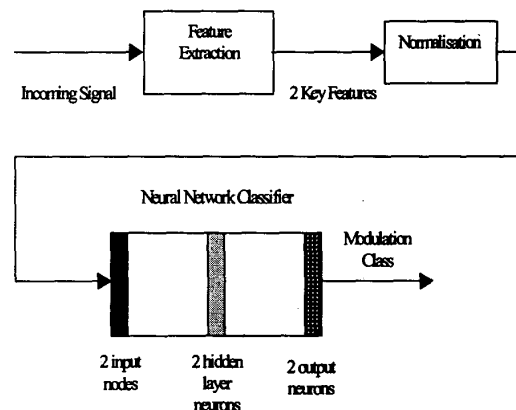 Feature
Extraction
Normalisation
Incoming Signal
2 Key Features
Neural Network Classifier
Modulation
Class
2 input
nodes
2 hidden
layer
neurons
2 output
neurons